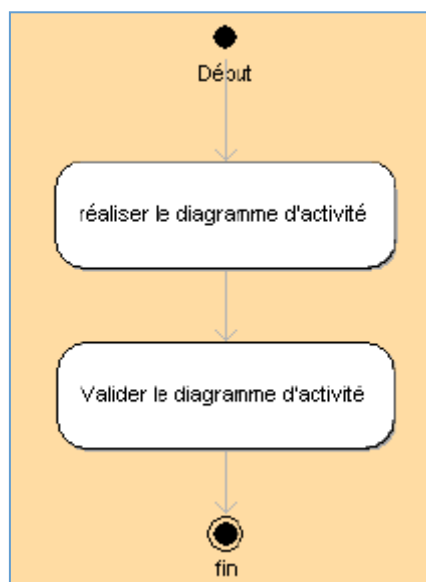 Début
réaliser le diagramme d'activité
Valider le diagramme d'activité
fin